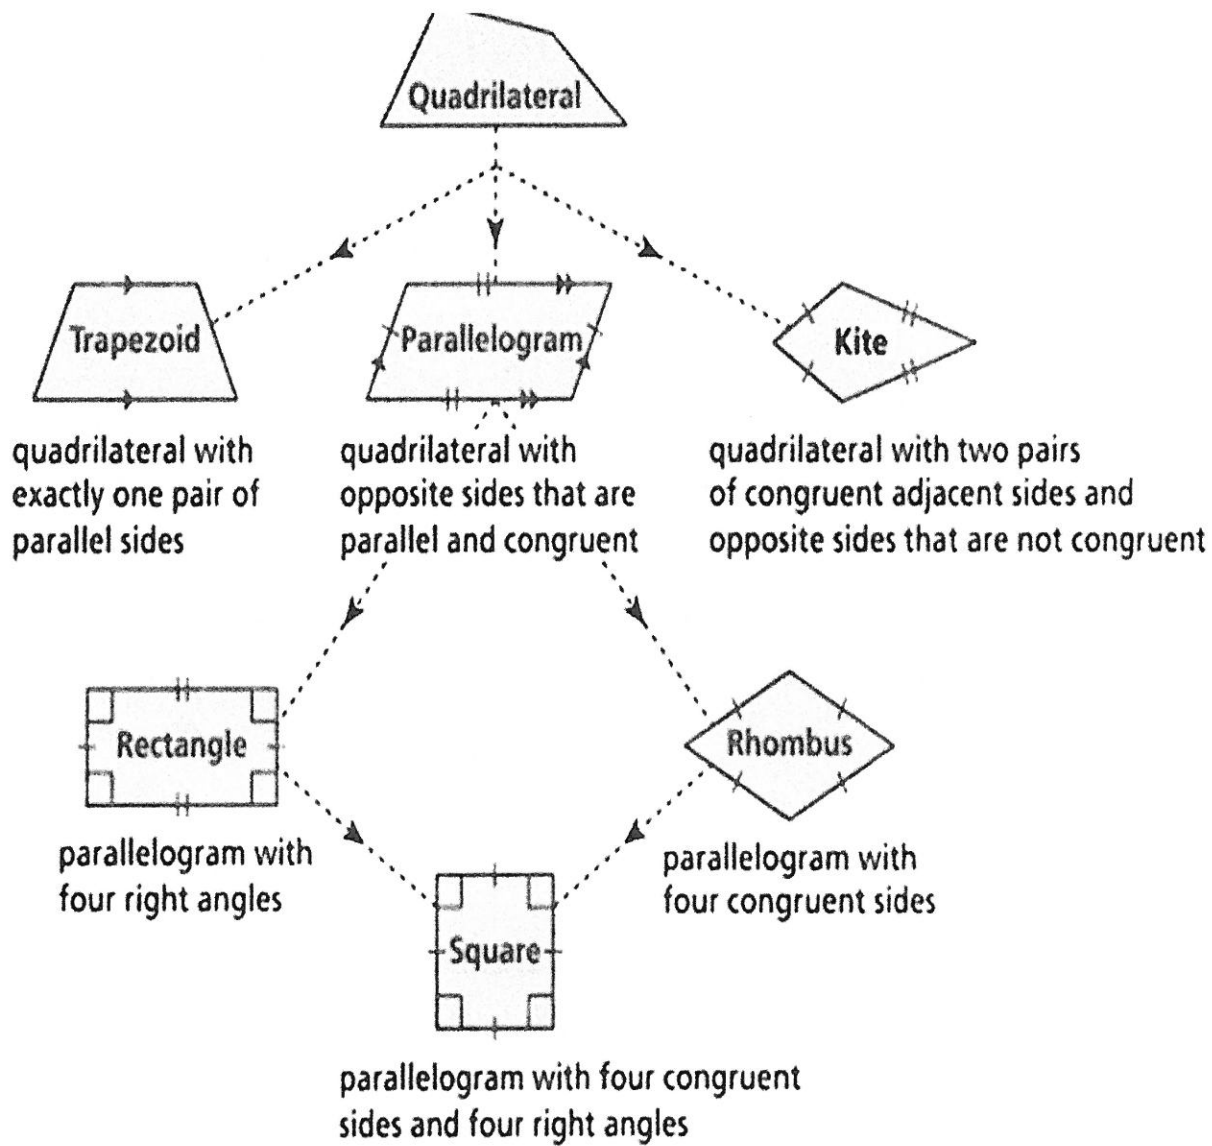 Quadrilateral
Trapezoid
Parallelogram
Kite
quadrilateral with
exactly one pair of
parallel sides
quadrilateral with
opposite sides that are
parallel and congruent
quadrilateral with two pairs
of congruent adjacent sides and
opposite sides that are not congruent
Rectangle
Rhombus
parallelogram with
four right angles
parallelogram with
four congruent sides
Square
parallelogram with four congruent
sides and four right angles